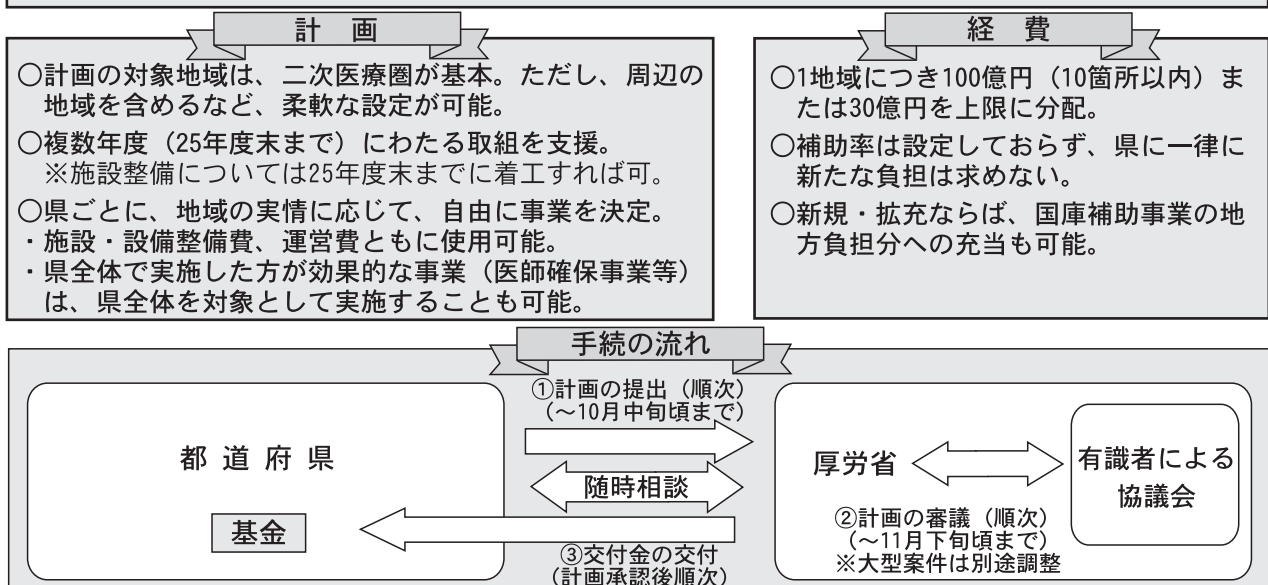 計　画
○計画の対象地域は、二次医療圏が基本。ただし、周辺の
地域を含めるなど、柔軟な設定が可能。
○複数年度（25年度末まで）にわたる取組を支援。
※施設整備については25年度末までに着工すれば可。
○県ごとに、地域の実情に応じて、自由に事業を決定。
・施設・設備整備費、運営費ともに使用可能。
・県全体で実施した方が効果的な事業（医師確保事業等）
は、県全体を対象として実施することも可能。
経　費
○1地域につき100億円（10箇所以内）ま
たは30億円を上限に分配。
○補助率は設定しておらず、県に一律に
新たな負担は求めない。
○新規・拡充ならば、国庫補助事業の地
方負担分への充当も可能。
手続の流れ
都 道 府 県
基金
①計画の提出（順次）
（～10月中旬頃まで）
随時相談
③交付金の交付
（計画承認後順次）
厚労省
有識者による
協議会
②計画の審議（順次）
（～11月下旬頃まで）
※大型案件は別途調整